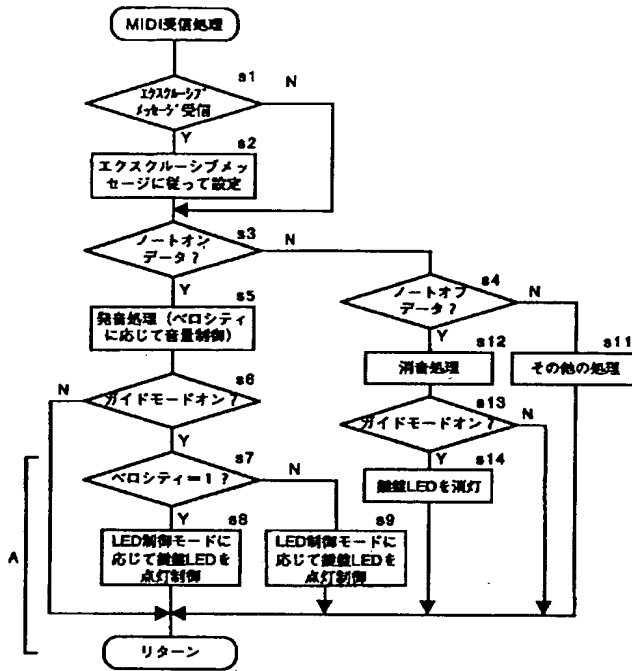 MIDI受信処理
s1
N
エクスクルーシブ
メッセージ受信
Y
s2
エクスクルーシブメッ
セージに従って設定
s3
N
ノートオン
データ?
Y
s4
N
ノートオフ
データ?
s5
発音処理(ベロシティ
に応じて音量制御)
Y
s12
消音処理
s11
その他の処理
N
s6
ガイドモードオン?
s13
N
ガイドモードオン?
Y
s7
N
ベロシティ=1?
Y
s14
鍵盤LEDを消灯
Y
s8
LED制御モードに
応じて鍵盤LEDを
点灯制御
s9
LED制御モードに
応じて鍵盤LEDを
点灯制御
A
リターン